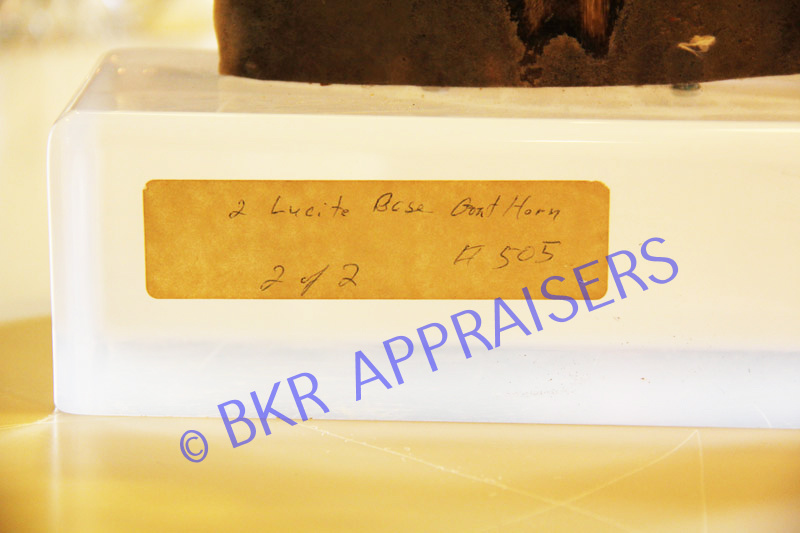 2 Lucite Base Goat Horn
# 505
2 of 2
© BKR APPRAISERS